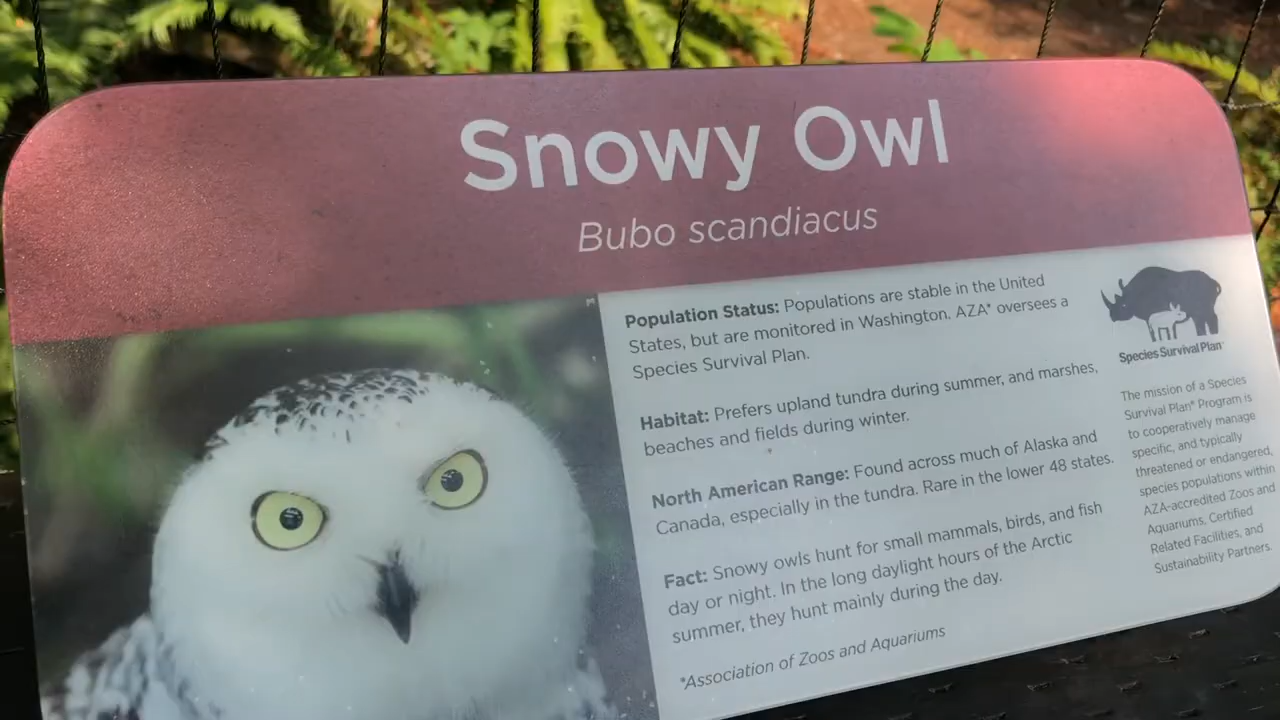 Snowy Owl
Bubo scandiacus
Population Status: Populations are stable in the United
States, but are monitored in Washington. AZA* oversees a
Species Survival Plan.
Habitat: Prefers upland tundra during summer, and marshes,
beaches and fields during winter.
North American Range: Found across much of Alaska and
Canada, especially in the tundra. Rare in the lower 48 states.
Fact: Snowy owls hunt for small mammals, birds, and fish
day or night. In the long daylight hours of the Arctic
summer, they hunt mainly during the day.
*Association of Zoos and Aquariums
Species Survival Plan®
The mission of a Species
Survival Plan® Program is
to cooperatively manage
specific, and typically
threatened or endangered,
species populations within
AZA-accredited Zoos and
Aquariums, Certified
Related Facilities, and
Sustainability Partners.